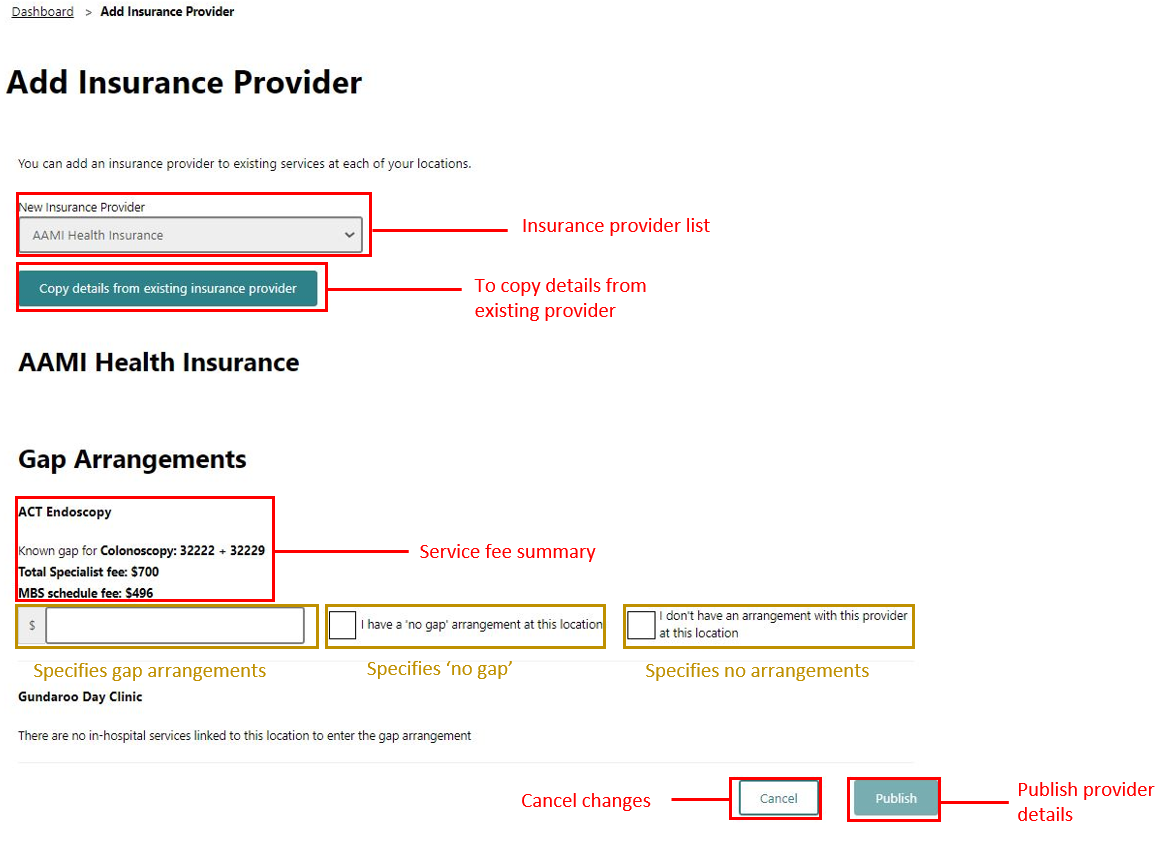 Dashboard > Add Insurance Provider
Add Insurance Provider
You can add an insurance provider to existing services at each of your locations.
New Insurance Provider
AAMI Health Insurance
Insurance provider list
Copy details from existing insurance provider
To copy details from
existing provider
AAMI Health Insurance
Gap Arrangements
ACT Endoscopy
Known gap for Colonoscopy: 32222 + 32229
Total Specialist fee: $700
MBS schedule fee: $496
Service fee summary
$
I have a 'no gap' arrangement at this location
I don't have an arrangement with this provider
at this location
Specifies gap arrangements
Specifies ‘no gap’
Specifies no arrangements
Gundaroo Day Clinic
There are no in-hospital services linked to this location to enter the gap arrangement
Cancel changes
Cancel
Publish
Publish provider
details